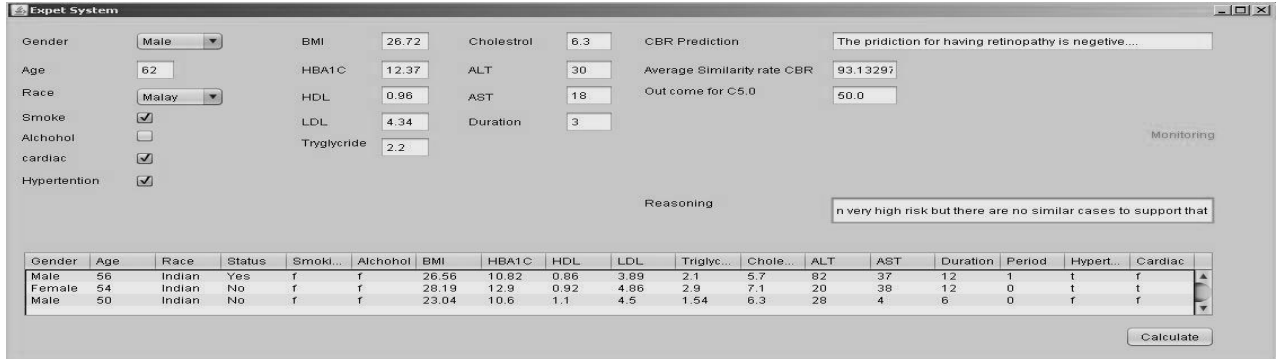 Expet System
Gender Male BMI 26.72 Cholestrol 6.3 CBR Prediction The pridiction for having retinopathy is negetive....
Age 62 HBA1C 12.37 ALT 30 Average Similarity rate CBR 93.13297
Race Malay HDL 0.96 AST 18 Out come for C5.0 50.0
Smoke LDL 4.34 Duration 3
Alchohol Monitoring
Tryglycride 2.2
cardiac
Hypertention
Reasoning n very high risk but there are no similar cases to support that
Gender Age Race Status Smoki... Alchohol BMI HBA1C HDL LDL Triglyc... Chole... ALT AST Duration Period Hypert... Cardiac
Male 56 Indian Yes f f 26.56 10.82 0.86 3.89 2.1 5.7 82 37 12 1 t f
Female 54 Indian No f f 28.19 12.9 0.92 4.86 2.9 7.1 20 38 12 0 t t
Male 50 Indian No f f 23.04 10.6 1.1 4.5 1.54 6.3 28 4 6 0 f f
Calculate